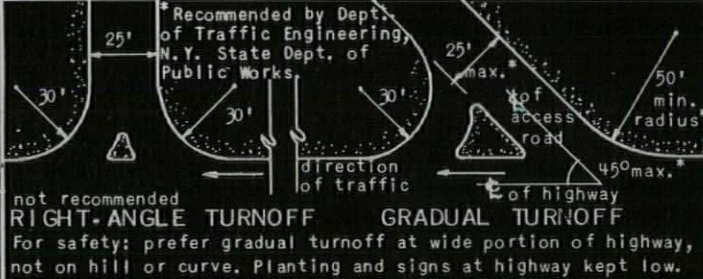 *Recommended by Dept.
of Traffic Engineering,
N.Y. State Dept. of
Public Works.
25'
30'
30'
30'
25'
max.*
50'
min.
radius*
℄ of
access
road
45° max.*
direction
of traffic
℄ of highway
not recommended
RIGHT-ANGLE TURNOFF
GRADUAL TURNOFF
For safety: prefer gradual turnoff at wide portion of highway,
not on hill or curve. Planting and signs at highway kept low.